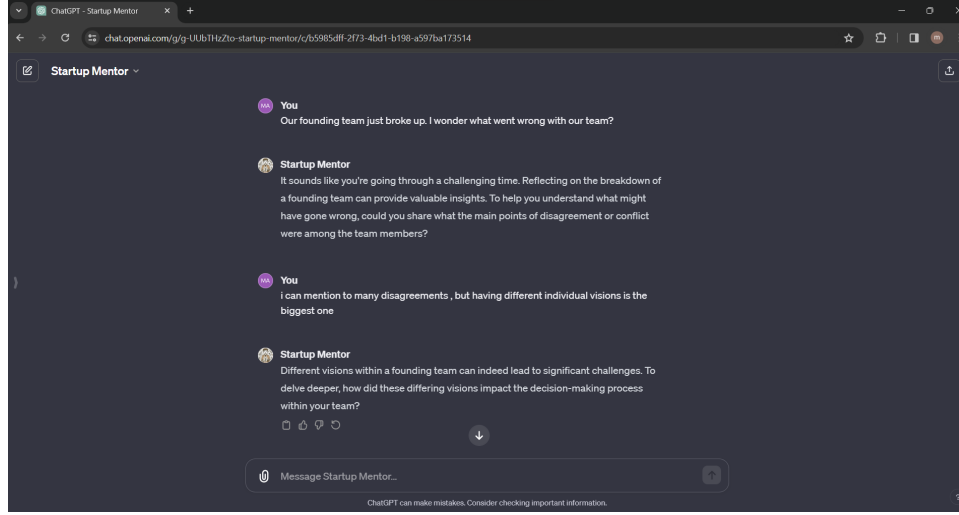 ChatGPT - Startup Mentor
chat.openai.com/g/g-UUbTHzZto-startup-mentor/c/b5985dff-2f73-4bd1-b198-a597ba173514
m
Startup Mentor
MA
You
Our founding team just broke up. I wonder what went wrong with our team?
Startup Mentor
It sounds like you're going through a challenging time. Reflecting on the breakdown of
a founding team can provide valuable insights. To help you understand what might
have gone wrong, could you share what the main points of disagreement or conflict
were among the team members?
MA
You
i can mention to many disagreements , but having different individual visions is the
biggest one
Startup Mentor
Different visions within a founding team can indeed lead to significant challenges. To
delve deeper, how did these differing visions impact the decision-making process
within your team?
Message Startup Mentor...
ChatGPT can make mistakes. Consider checking important information.